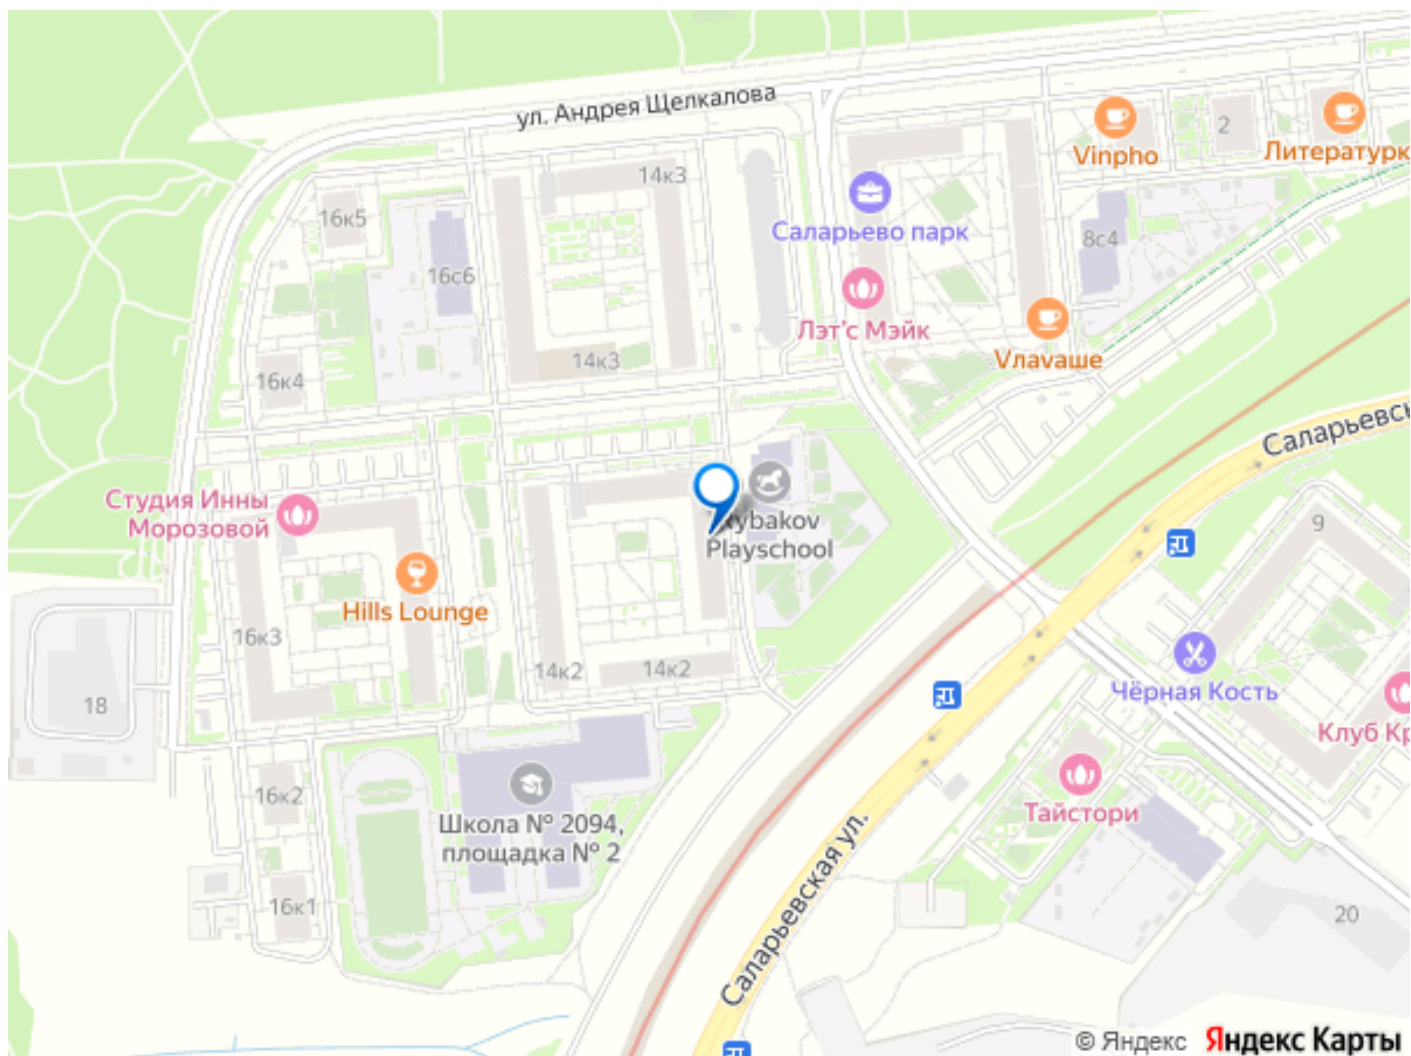 ул. Андрея Щелкалова
Vinpho
2
Литературк
14к3
16к5
Саларьево парк
8с4
16с6
Лэт'с Мэйк
Vлаваше
14к3
16к4
Саларьевск
Студия Инны
Морозовой
Rybakov
Playschool
9
Hills Lounge
16к3
14к2
14к2
Чёрная Кость
18
Клуб Кр
16к2
Тайстори
Школа № 2094,
площадка № 2
Саларьевская ул.
16к1
20
© Яндекс Яндекс Карты